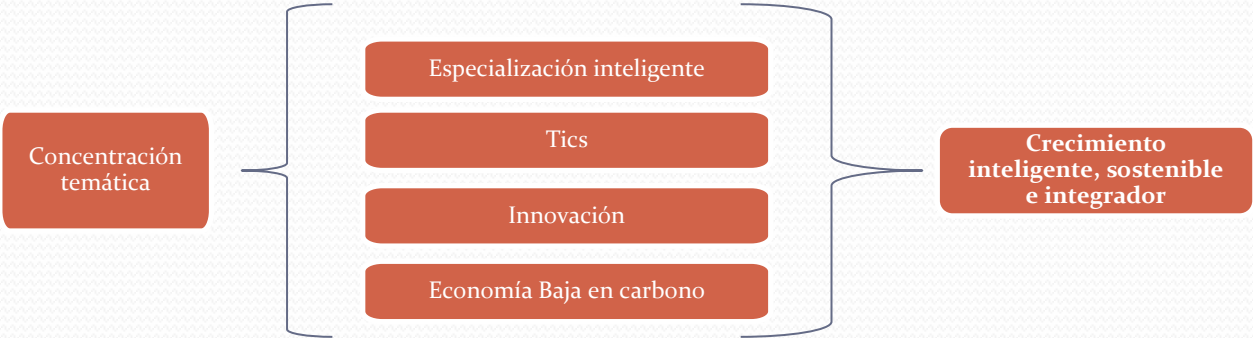 Concentración
temática
Especialización inteligente
Tics
Innovación
Economía Baja en carbono
Crecimiento
inteligente, sostenible
e integrador